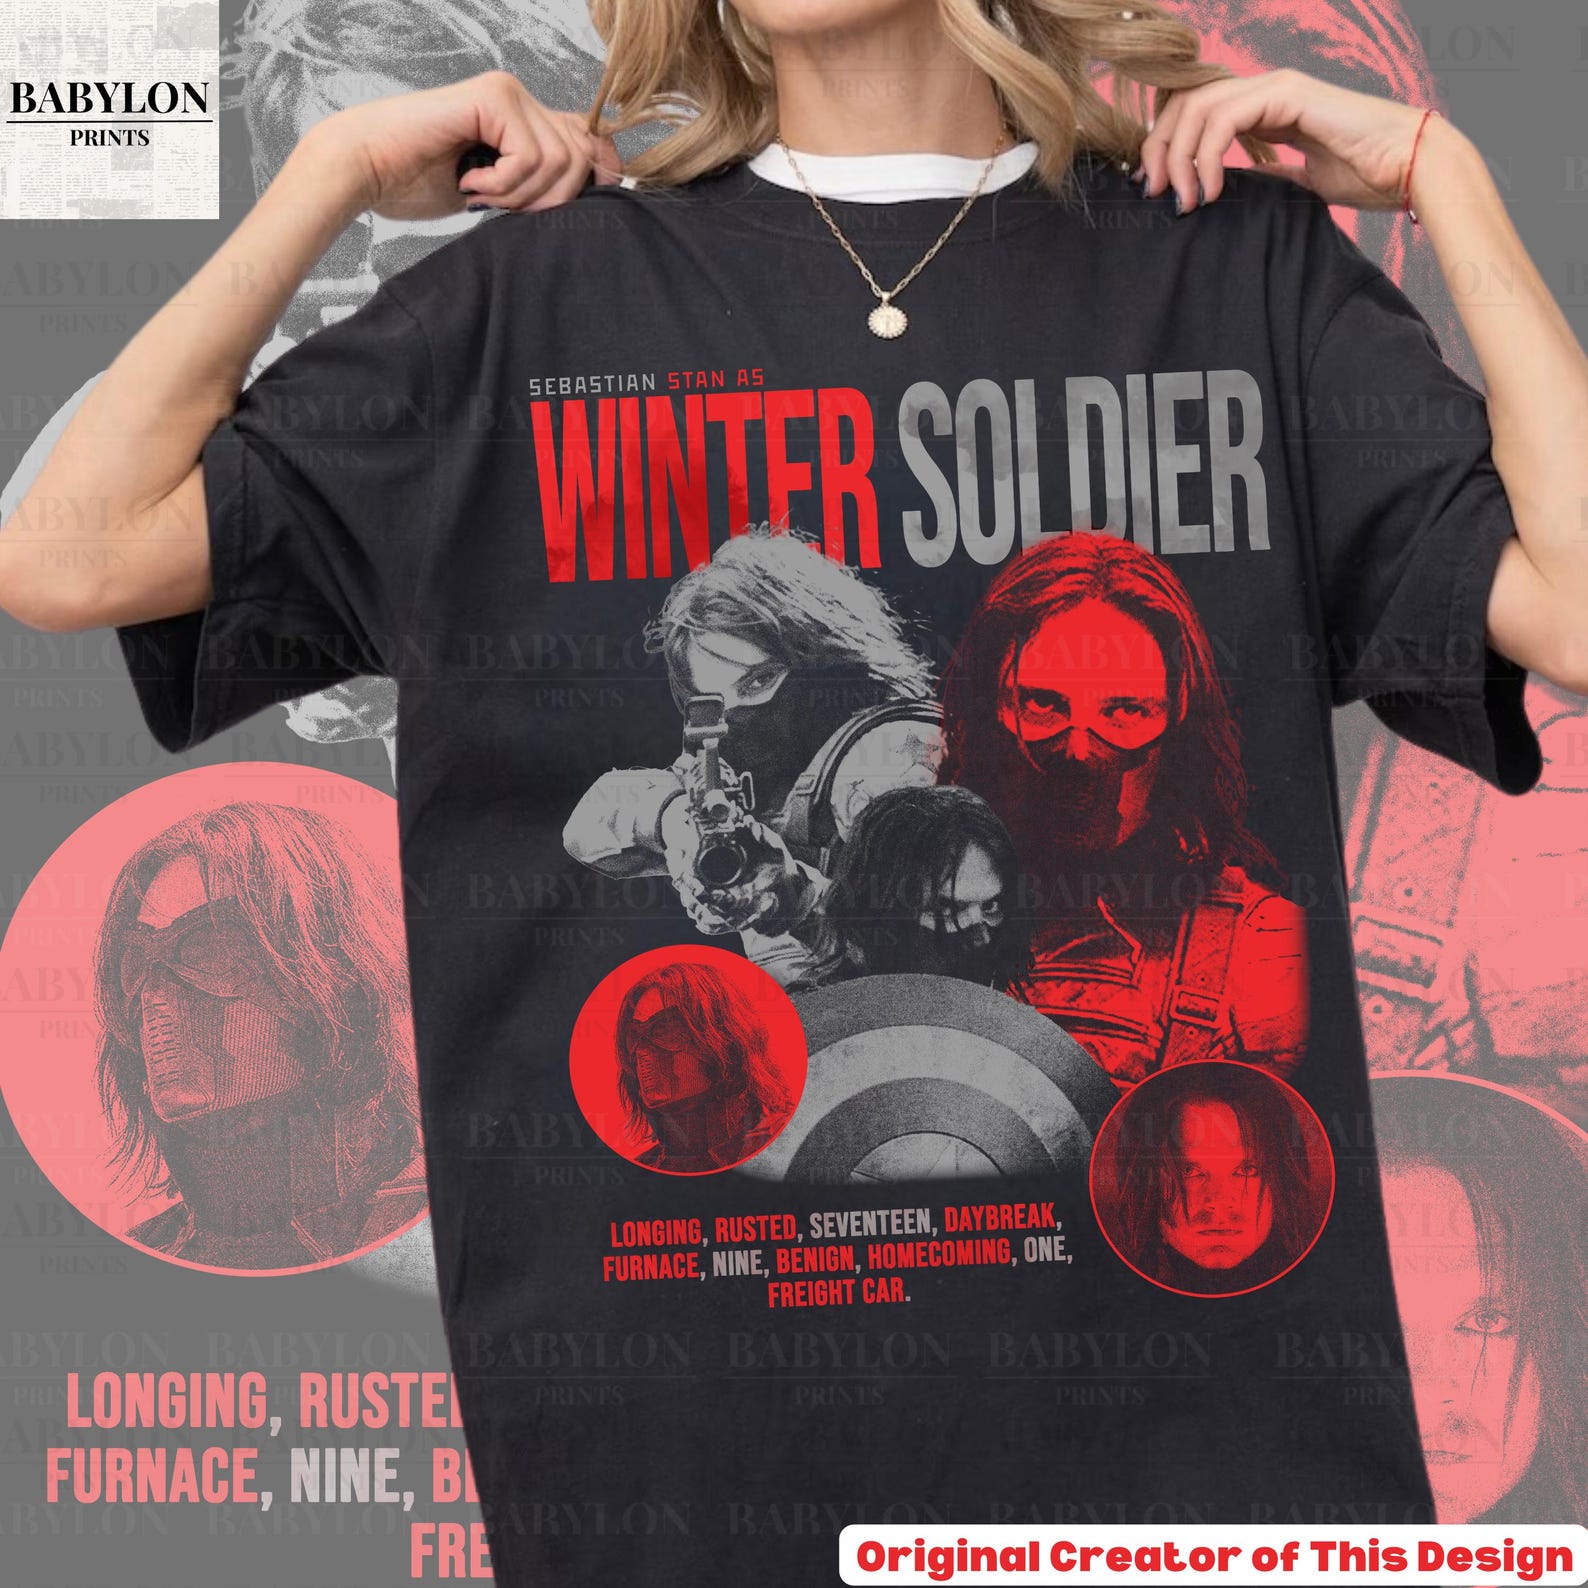 BABYLON
PRINTS
SEBASTIAN STAN AS
WINTER SOLDIER
LONGING, RUSTED, SEVENTEEN, DAYBREAK,
FURNACE, NINE, BENIGN, HOMECOMING, ONE,
FREIGHT CAR.
LONGING, RUSTE
FURNACE, NINE, BE
FRE
Original Creator of This Design